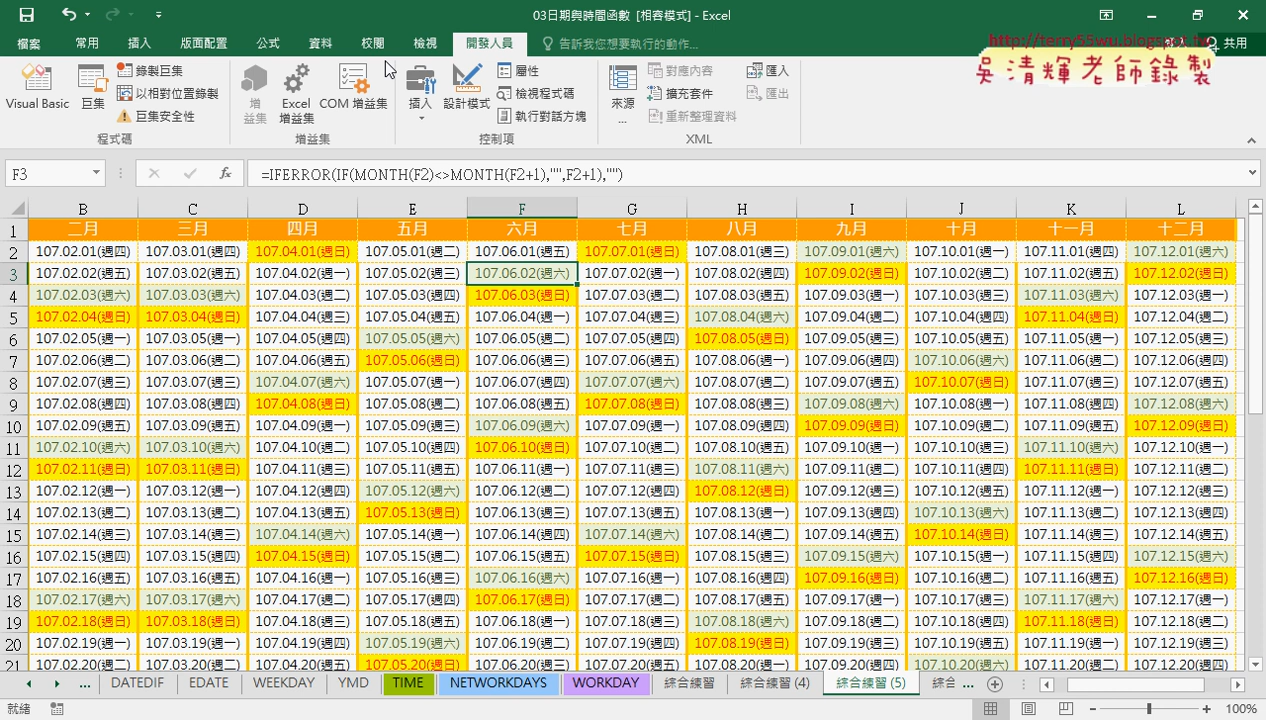 03日期與時間函數 [相容模式] - Excel
http://terry55wu.blogspot.tw
吳清輝老師錄製
檔案 常用 插入 版面配置 公式 資料 校閱 檢視 開發人員 告訴我您想要執行的動作... 共用
Visual Basic 巨集 錄製巨集 以相對位置錄製 巨集安全性 增益集 Excel 增益集 COM 增益集 插入 設計模式 屬性 檢視程式碼 執行對話方塊 來源... 對應內容 擴充套件 重新整理資料 匯入 匯出
程式碼 增益集 控制項 XML
F3 fx =IFERROR(IF(MONTH(F2)<>MONTH(F2+1),"",F2+1),"")
B C D E F G H I J K L
1 二月 三月 四月 五月 六月 七月 八月 九月 十月 十一月 十二月
2 107.02.01(週四) 107.03.01(週四) 107.04.01(週日) 107.05.01(週二) 107.06.01(週五) 107.07.01(週日) 107.08.01(週三) 107.09.01(週六) 107.10.01(週一) 107.11.01(週四) 107.12.01(週六)
3 107.02.02(週五) 107.03.02(週五) 107.04.02(週一) 107.05.02(週三) 107.06.02(週六) 107.07.02(週一) 107.08.02(週四) 107.09.02(週日) 107.10.02(週二) 107.11.02(週五) 107.12.02(週日)
4 107.02.03(週六) 107.03.03(週六) 107.04.03(週二) 107.05.03(週四) 107.06.03(週日) 107.07.03(週二) 107.08.03(週五) 107.09.03(週一) 107.10.03(週三) 107.11.03(週六) 107.12.03(週一)
5 107.02.04(週日) 107.03.04(週日) 107.04.04(週三) 107.05.04(週五) 107.06.04(週一) 107.07.04(週三) 107.08.04(週六) 107.09.04(週二) 107.10.04(週四) 107.11.04(週日) 107.12.04(週二)
6 107.02.05(週一) 107.03.05(週一) 107.04.05(週四) 107.05.05(週六) 107.06.05(週二) 107.07.05(週四) 107.08.05(週日) 107.09.05(週三) 107.10.05(週五) 107.11.05(週一) 107.12.05(週三)
7 107.02.06(週二) 107.03.06(週二) 107.04.06(週五) 107.05.06(週日) 107.06.06(週三) 107.07.06(週五) 107.08.06(週一) 107.09.06(週四) 107.10.06(週六) 107.11.06(週二) 107.12.06(週四)
8 107.02.07(週三) 107.03.07(週三) 107.04.07(週六) 107.05.07(週一) 107.06.07(週四) 107.07.07(週六) 107.08.07(週二) 107.09.07(週五) 107.10.07(週日) 107.11.07(週三) 107.12.07(週五)
9 107.02.08(週四) 107.03.08(週四) 107.04.08(週日) 107.05.08(週二) 107.06.08(週五) 107.07.08(週日) 107.08.08(週三) 107.09.08(週六) 107.10.08(週一) 107.11.08(週四) 107.12.08(週六)
10 107.02.09(週五) 107.03.09(週五) 107.04.09(週一) 107.05.09(週三) 107.06.09(週六) 107.07.09(週一) 107.08.09(週四) 107.09.09(週日) 107.10.09(週二) 107.11.09(週五) 107.12.09(週日)
11 107.02.10(週六) 107.03.10(週六) 107.04.10(週二) 107.05.10(週四) 107.06.10(週日) 107.07.10(週二) 107.08.10(週五) 107.09.10(週一) 107.10.10(週三) 107.11.10(週六) 107.12.10(週一)
12 107.02.11(週日) 107.03.11(週日) 107.04.11(週三) 107.05.11(週五) 107.06.11(週一) 107.07.11(週三) 107.08.11(週六) 107.09.11(週二) 107.10.11(週四) 107.11.11(週日) 107.12.11(週二)
13 107.02.12(週一) 107.03.12(週一) 107.04.12(週四) 107.05.12(週六) 107.06.12(週二) 107.07.12(週四) 107.08.12(週日) 107.09.12(週三) 107.10.12(週五) 107.11.12(週一) 107.12.12(週三)
14 107.02.13(週二) 107.03.13(週二) 107.04.13(週五) 107.05.13(週日) 107.06.13(週三) 107.07.13(週五) 107.08.13(週一) 107.09.13(週四) 107.10.13(週六) 107.11.13(週二) 107.12.13(週四)
15 107.02.14(週三) 107.03.14(週三) 107.04.14(週六) 107.05.14(週一) 107.06.14(週四) 107.07.14(週六) 107.08.14(週二) 107.09.14(週五) 107.10.14(週日) 107.11.14(週三) 107.12.14(週五)
16 107.02.15(週四) 107.03.15(週四) 107.04.15(週日) 107.05.15(週二) 107.06.15(週五) 107.07.15(週日) 107.08.15(週三) 107.09.15(週六) 107.10.15(週一) 107.11.15(週四) 107.12.15(週六)
17 107.02.16(週五) 107.03.16(週五) 107.04.16(週一) 107.05.16(週三) 107.06.16(週六) 107.07.16(週一) 107.08.16(週四) 107.09.16(週日) 107.10.16(週二) 107.11.16(週五) 107.12.16(週日)
18 107.02.17(週六) 107.03.17(週六) 107.04.17(週二) 107.05.17(週四) 107.06.17(週日) 107.07.17(週二) 107.08.17(週五) 107.09.17(週一) 107.10.17(週三) 107.11.17(週六) 107.12.17(週一)
19 107.02.18(週日) 107.03.18(週日) 107.04.18(週三) 107.05.18(週五) 107.06.18(週一) 107.07.18(週三) 107.08.18(週六) 107.09.18(週二) 107.10.18(週四) 107.11.18(週日) 107.12.18(週二)
20 107.02.19(週一) 107.03.19(週一) 107.04.19(週四) 107.05.19(週六) 107.06.19(週二) 107.07.19(週四) 107.08.19(週日) 107.09.19(週三) 107.10.19(週五) 107.11.19(週一) 107.12.19(週三)
21 107.02.20(週二) 107.03.20(週二) 107.04.20(週五) 107.05.20(週日) 107.06.20(週三) 107.07.20(週五) 107.08.20(週一) 107.09.20(週四) 107.10.20(週六) 107.11.20(週二) 107.12.20(週四)
... DATEDIF EDATE WEEKDAY YMD TIME NETWORKDAYS WORKDAY 綜合練習 綜合練習 (4) 綜合練習 (5) 綜合 ...
就緒 100%